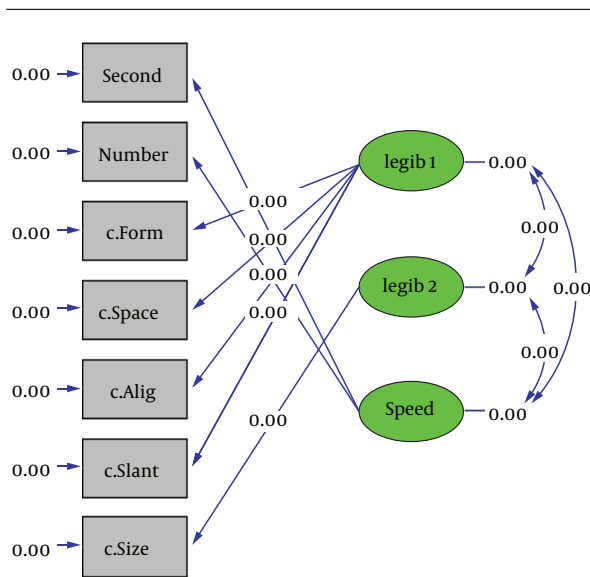 0.00 Second
0.00 Number
0.00 c.Form
0.00 c.Space
0.00 c.Alig
0.00 c.Slant
0.00 c.Size
0.00
0.00
0.00
0.00
0.00
legib 1 0.00
legib 2 0.00
Speed 0.00
0.00
0.00
0.00